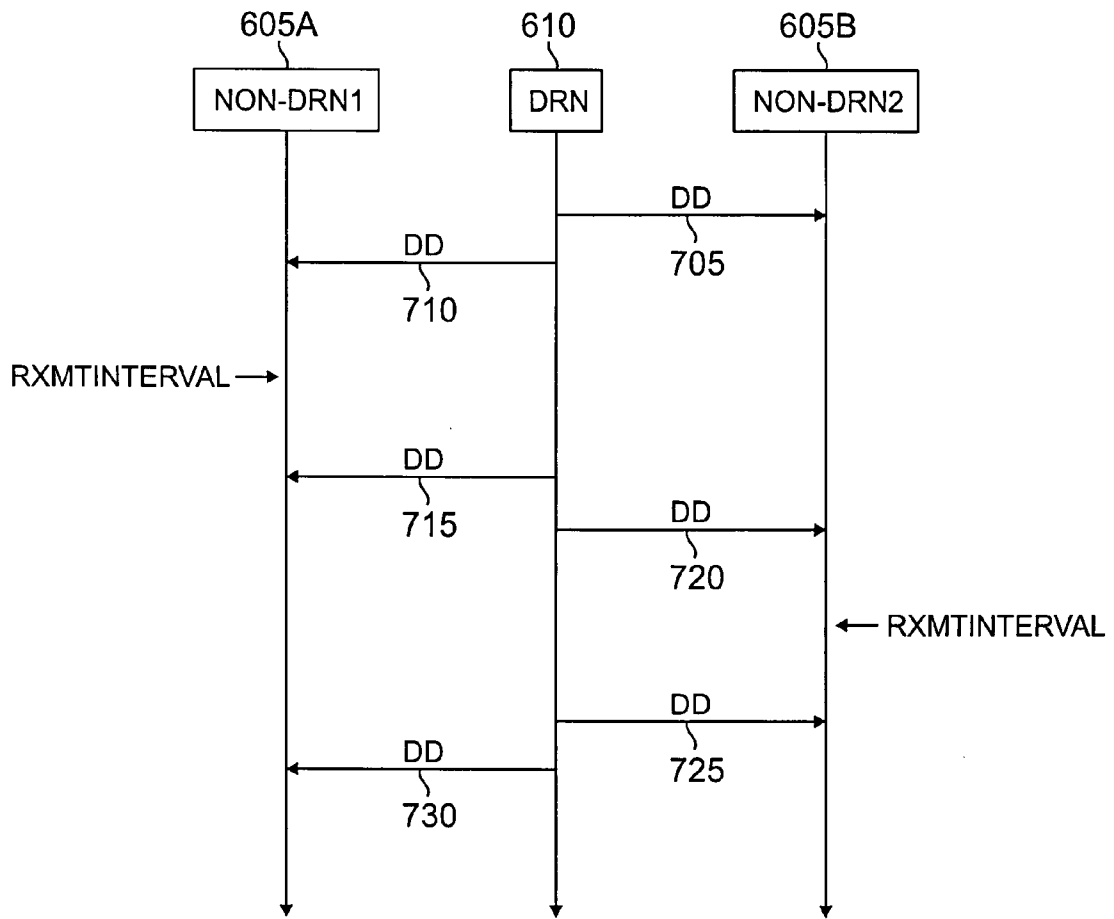 605A 610 605B
NON-DRN1 DRN NON-DRN2
DD
705
DD
710
RXMTINTERVAL
DD
715
DD
720
RXMTINTERVAL
DD
725
DD
730